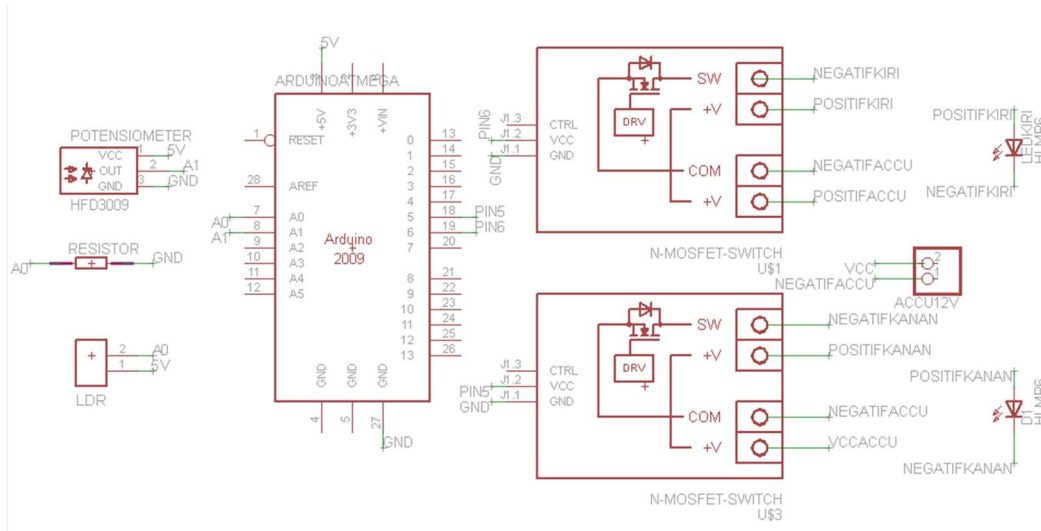 POTENSIOMETER
VCC 1 5V
OUT 2 A1
GND 3 GND
HFD3009
RESISTOR
A0 GND
2 A0
1 5V
LDR
5V
ARDUINOATMEGA
+5V +3V3 +VIN
1 RESET
28 AREF
A0 7 A0
A1 8 A1
9 A2
10 A3
11 A4
12 A5
Arduino
2009
0 13
1 14
2 15
3 16
4 17
5 18 PIN5
6 19 PIN6
7 20
8 21
9 22
10 23
11 24
12 25
13 26
GND GND GND
4 5 27
GND
J1.3 CTRL
PIN6 J1.2 VCC
GND J1.1 GND
DRV
SW NEGATIFKIRI
+V POSITIFKIRI
COM NEGATIFACCU
+V POSITIFACCU
N-MOSFET-SWITCH
U$1
J1.3 CTRL
PIN5 J1.2 VCC
GND J1.1 GND
DRV
SW NEGATIFKANAN
+V POSITIFKANAN
COM NEGATIFACCU
+V VCCACCU
N-MOSFET-SWITCH
U$3
POSITIFKIRI
LEDKIRI
NEGATIFKIRI
VCC 2
NEGATIFACCU 1
ACCU12V
POSITIFKANAN
D1
NEGATIFKANAN